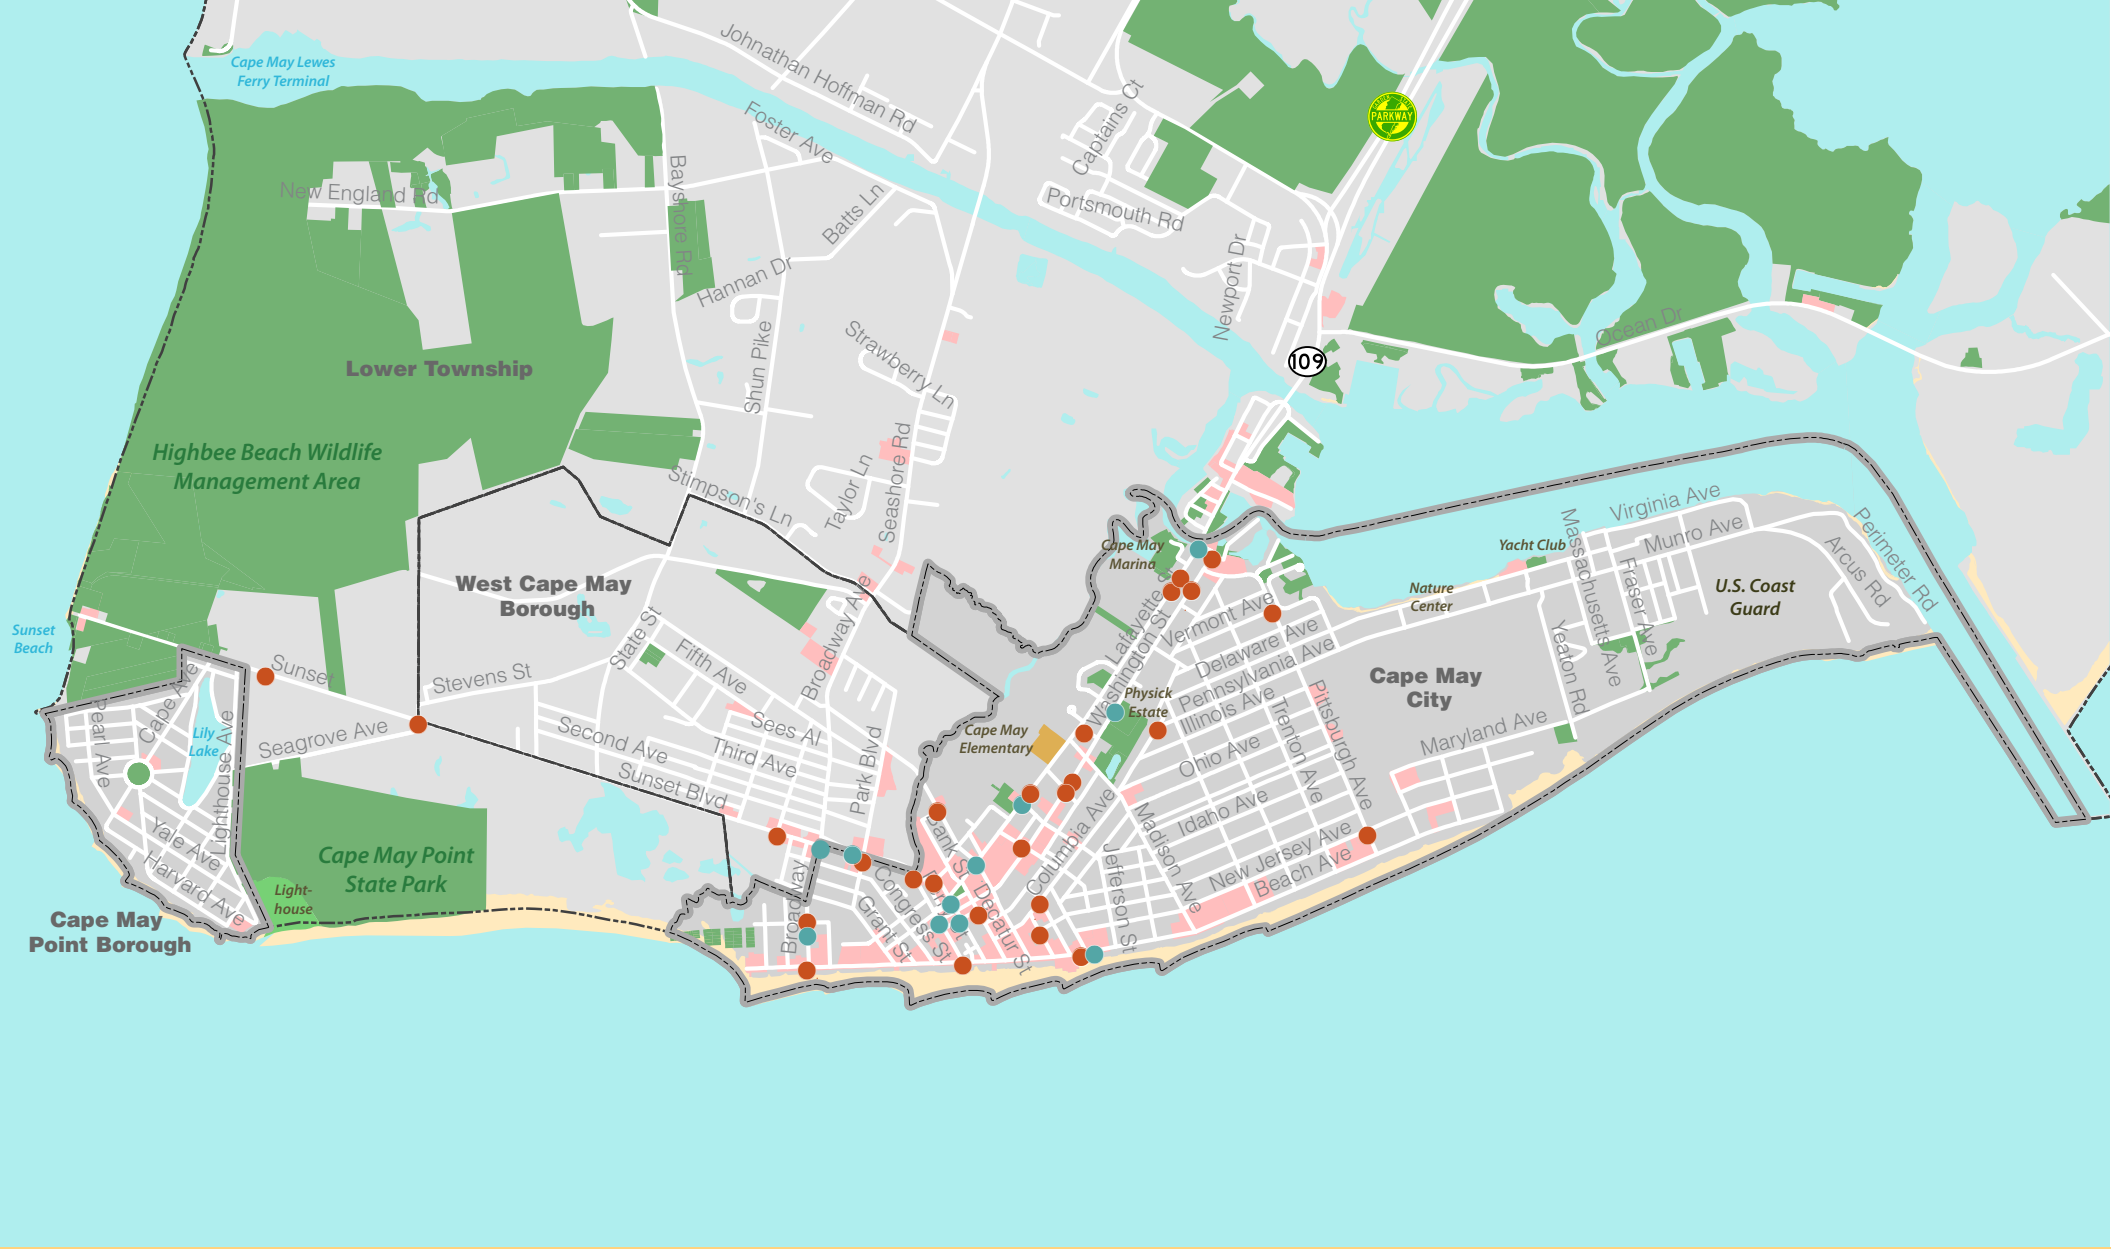 Johnathan Hoffman Rd
Cape May Lewes
Ferry Terminal
GARDEN STATE
PARKWAY
Foster Ave
Captains Ct
New England Rd
Bayshore Rd
Batts Ln
Portsmouth Rd
Hannan Dr
Newport Dr
Ocean Dr
Shun Pike
Strawberry Ln
109
Lower Township
Highbee Beach Wildlife
Management Area
Stimpson's Ln
Taylor Ln
Seashore Rd
Virginia Ave
Munro Ave
Massachusetts Ave
Fraser Ave
Perimeter Rd
Arcus Rd
Yacht Club
Cape May
Marina
Nature
Center
U.S. Coast
Guard
West Cape May
Borough
Sunset
Beach
State St
Fifth Ave
Broadway Ave
Lafayette
Washington St
Vermont Ave
Delaware Ave
Pennsylvania Ave
Illinois Ave
Yeaton Rd
Cape May
City
Sunset
Stevens St
Cape Ave
Pearl Ave
Lily
Lake
Lighthouse Ave
Seagrove Ave
Second Ave
Sees Al
Third Ave
Sunset Blvd
Park Blvd
Cape May
Elementary
Physick
Estate
Trenton Ave
Pittsburgh Ave
Ohio Ave
Maryland Ave
Idaho Ave
Madison Ave
Columbia Ave
New Jersey Ave
Beach Ave
Jefferson St
Yale Ave
Harvard Ave
Cape May Point
State Park
Light-
house
Cape May
Point Borough
Bank St
Broadway
Congress St
Grant St
Decatur St